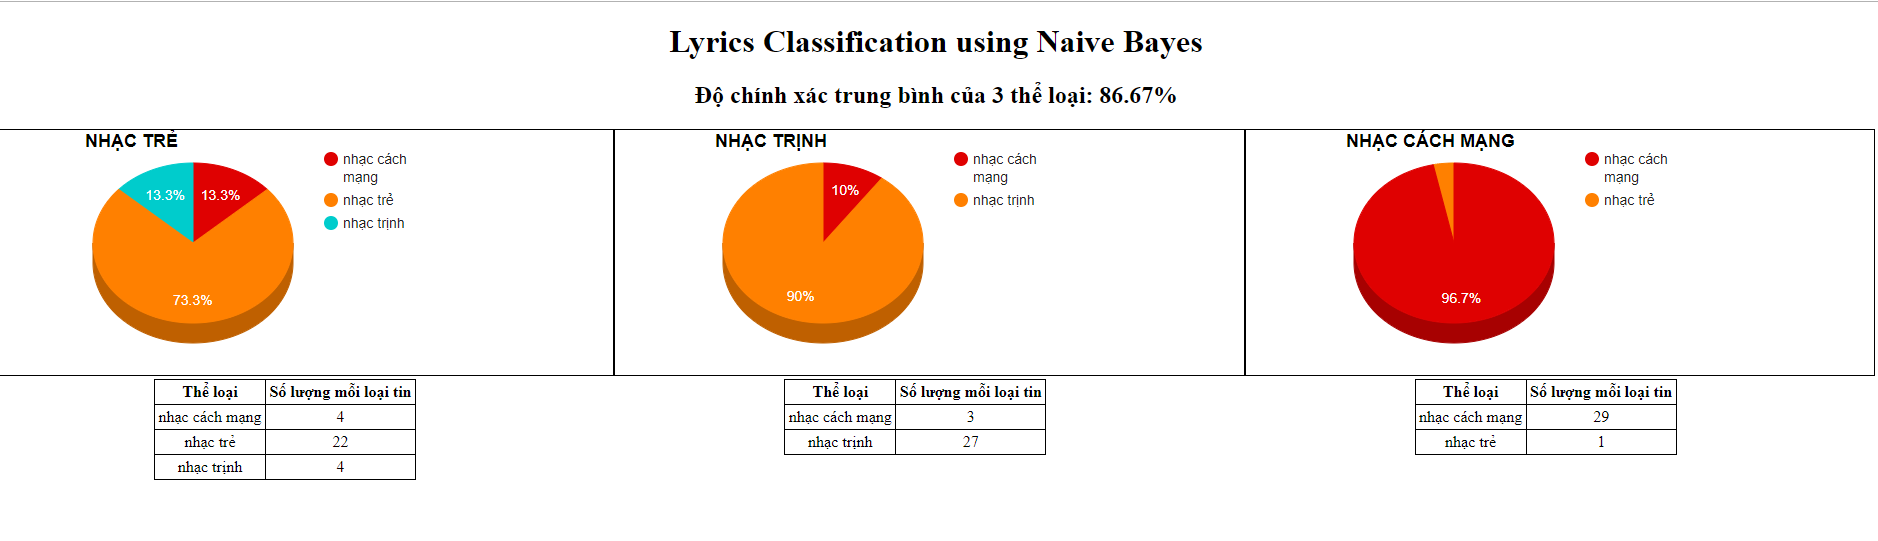 Lyrics Classification using Naive Bayes
Độ chính xác trung bình của 3 thể loại: 86.67%
NHẠC TRẺ
13.3%
13.3%
73.3%
nhạc cách
mạng
nhạc trẻ
nhạc trịnh
NHẠC TRỊNH
10%
90%
nhạc cách
mạng
nhạc trịnh
NHẠC CÁCH MẠNG
96.7%
nhạc cách
mạng
nhạc trẻ
Thể loại Số lượng mỗi loại tin
nhạc cách mạng 4
nhạc trẻ 22
nhạc trịnh 4
Thể loại Số lượng mỗi loại tin
nhạc cách mạng 3
nhạc trịnh 27
Thể loại Số lượng mỗi loại tin
nhạc cách mạng 29
nhạc trẻ 1